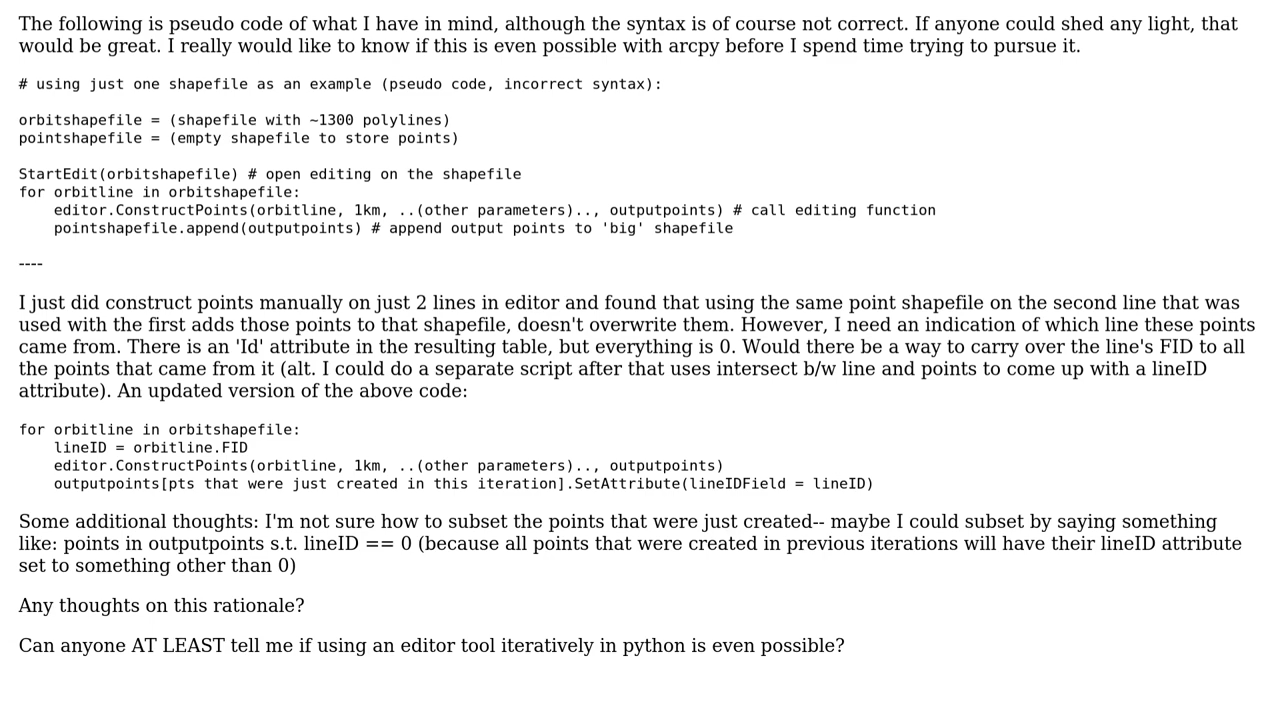 The following is pseudo code of what I have in mind, although the syntax is of course not correct. If anyone could shed any light, that
would be great. I really would like to know if this is even possible with arcpy before I spend time trying to pursue it.
# using just one shapefile as an example (pseudo code, incorrect syntax):
orbitshapefile = (shapefile with ~1300 polylines)
pointshapefile = (empty shapefile to store points)
StartEdit(orbitshapefile) # open editing on the shapefile
for orbitline in orbitshapefile:
    editor.ConstructPoints(orbitline, 1km, ..(other parameters).., outputpoints) # call editing function
    pointshapefile.append(outputpoints) # append output points to 'big' shapefile
----
I just did construct points manually on just 2 lines in editor and found that using the same point shapefile on the second line that was
used with the first adds those points to that shapefile, doesn't overwrite them. However, I need an indication of which line these points
came from. There is an 'Id' attribute in the resulting table, but everything is 0. Would there be a way to carry over the line's FID to all
the points that came from it (alt. I could do a separate script after that uses intersect b/w line and points to come up with a lineID
attribute). An updated version of the above code:
for orbitline in orbitshapefile:
    lineID = orbitline.FID
    editor.ConstructPoints(orbitline, 1km, ..(other parameters).., outputpoints)
    outputpoints[pts that were just created in this iteration].SetAttribute(lineIDField = lineID)
Some additional thoughts: I'm not sure how to subset the points that were just created-- maybe I could subset by saying something
like: points in outputpoints s.t. lineID == 0 (because all points that were created in previous iterations will have their lineID attribute
set to something other than 0)
Any thoughts on this rationale?
Can anyone AT LEAST tell me if using an editor tool iteratively in python is even possible?